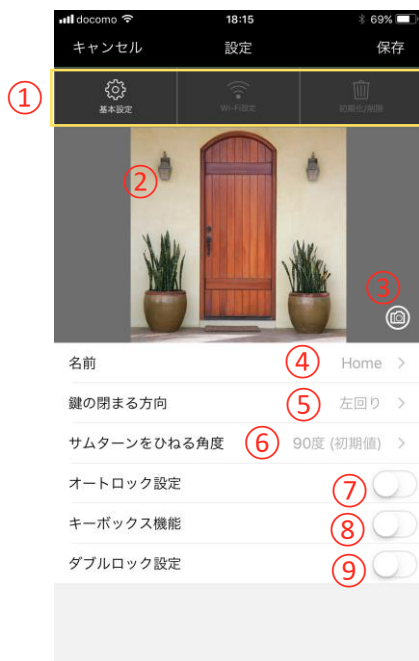 docomo 18:15 69%
キャンセル 設定 保存
①
基本設定 Wi-Fi設定 初期化/削除
②
③
名前 ④ Home >
鍵の閉まる方向 ⑤ 左回り >
サムターンをひねる角度 ⑥ 90度 (初期値) >
オートロック設定 ⑦
キーボックス機能 ⑧
ダブルロック設定 ⑨